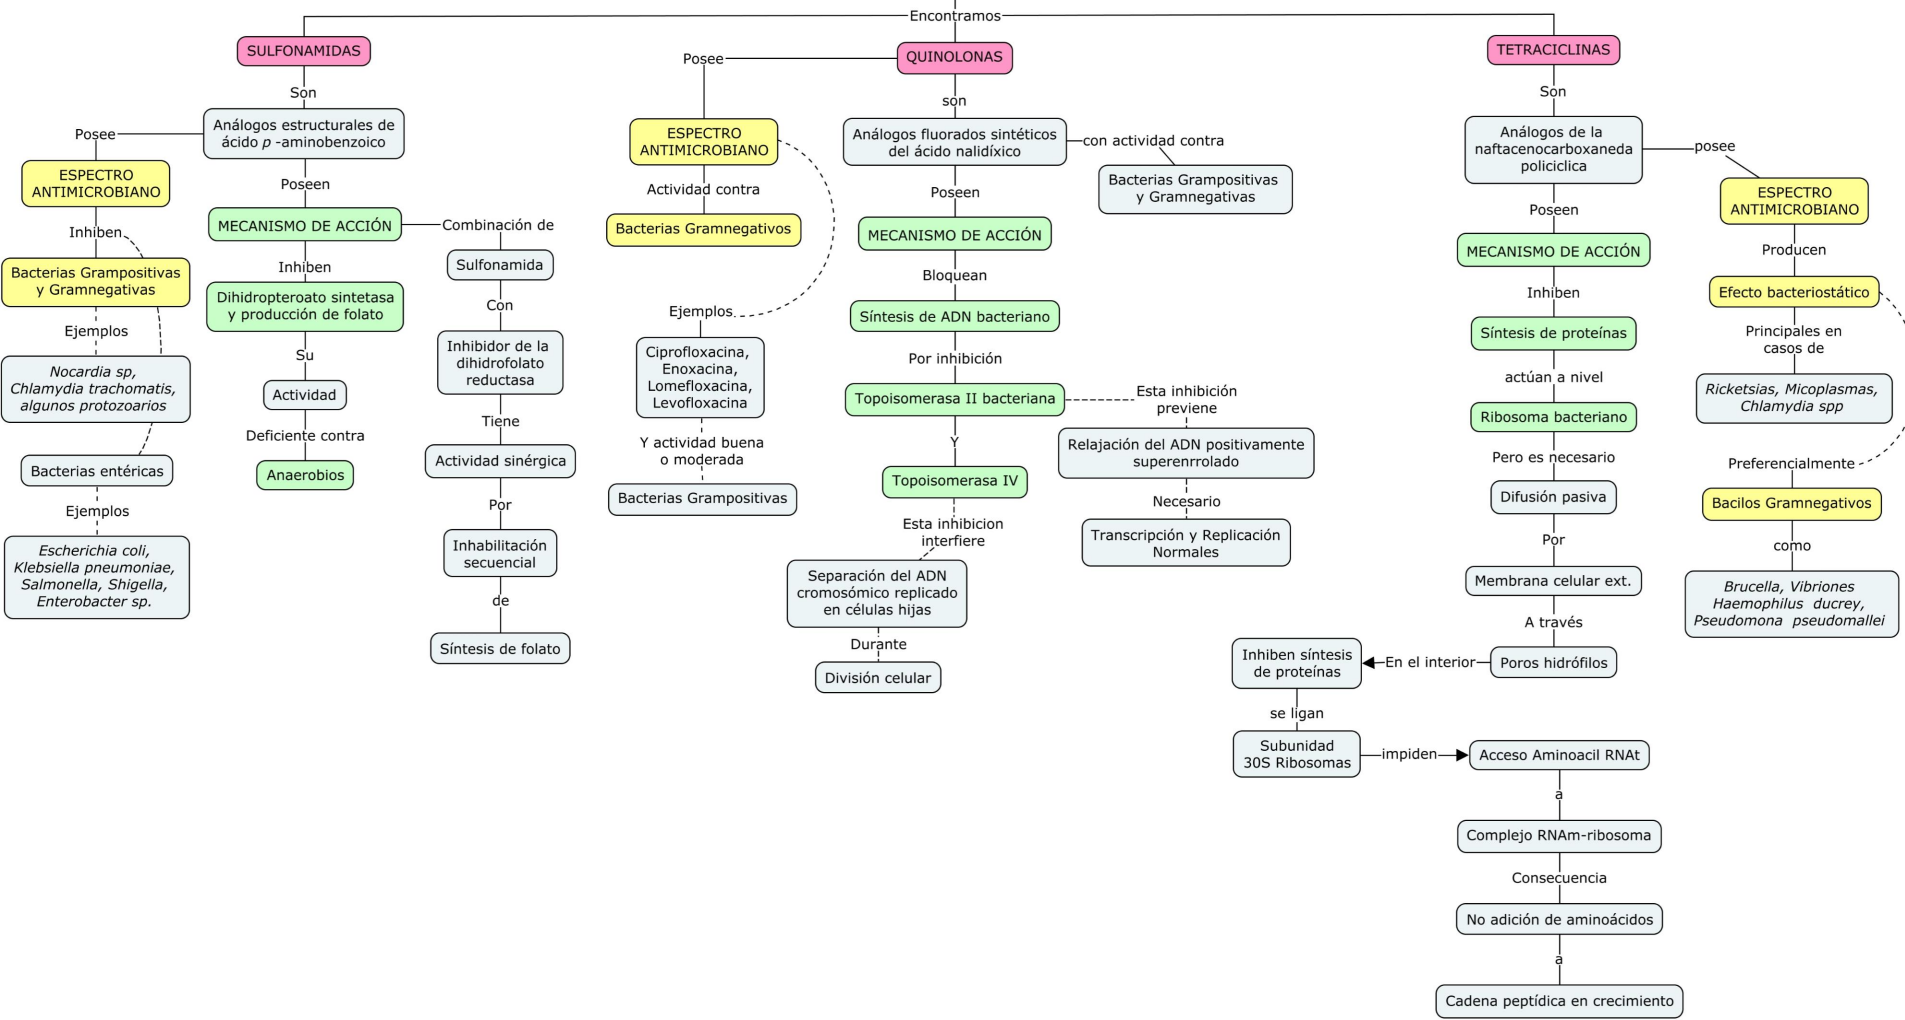 Encontramos
SULFONAMIDAS
Son
Análogos estructurales de
ácido p -aminobenzoico
Posee
ESPECTRO
ANTIMICROBIANO
Inhiben
Bacterias Grampositivas
y Gramnegativas
Ejemplos
Nocardia sp,
Chlamydia trachomatis,
algunos protozoarios
Bacterias entéricas
Ejemplos
Escherichia coli,
Klebsiella pneumoniae,
Salmonella, Shigella,
Enterobacter sp.
Poseen
MECANISMO DE ACCIÓN
Inhiben
Dihidropteroato sintetasa
y producción de folato
Su
Actividad
Deficiente contra
Anaerobios
Combinación de
Sulfonamida
Con
Inhibidor de la
dihidrofolato
reductasa
Tiene
Actividad sinérgica
Por
Inhabilitación
secuencial
de
Síntesis de folato
QUINOLONAS
Posee
ESPECTRO
ANTIMICROBIANO
Actividad contra
Bacterias Gramnegativos
Ejemplos
Ciprofloxacina,
Enoxacina,
Lomefloxacina,
Levofloxacina
Y actividad buena
o moderada
Bacterias Grampositivas
son
Análogos fluorados sintéticos
del ácido nalidíxico
con actividad contra
Bacterias Grampositivas
y Gramnegativas
Poseen
MECANISMO DE ACCIÓN
Bloquean
Síntesis de ADN bacteriano
Por inhibición
Topoisomerasa II bacteriana
Y
Topoisomerasa IV
Esta inhibicion
interfiere
Separación del ADN
cromosómico replicado
en células hijas
Durante
División celular
Esta inhibición
previene
Relajación del ADN positivamente
superenrrolado
Necesario
Transcripción y Replicación
Normales
TETRACICLINAS
Son
Análogos de la
naftacenocarboxaneda
policiclica
posee
ESPECTRO
ANTIMICROBIANO
Producen
Efecto bacteriostático
Principales en
casos de
Ricketsias, Micoplasmas,
Chlamydia spp
Preferencialmente
Bacilos Gramnegativos
como
Brucella, Vibriones
Haemophilus ducrey,
Pseudomona pseudomallei
Poseen
MECANISMO DE ACCIÓN
Inhiben
Síntesis de proteínas
actúan a nivel
Ribosoma bacteriano
Pero es necesario
Difusión pasiva
Por
Membrana celular ext.
A través
Poros hidrófilos
En el interior
Inhiben síntesis
de proteínas
se ligan
Subunidad
30S Ribosomas
impiden
Acceso Aminoacil RNAt
a
Complejo RNAm-ribosoma
Consecuencia
No adición de aminoácidos
a
Cadena peptídica en crecimiento